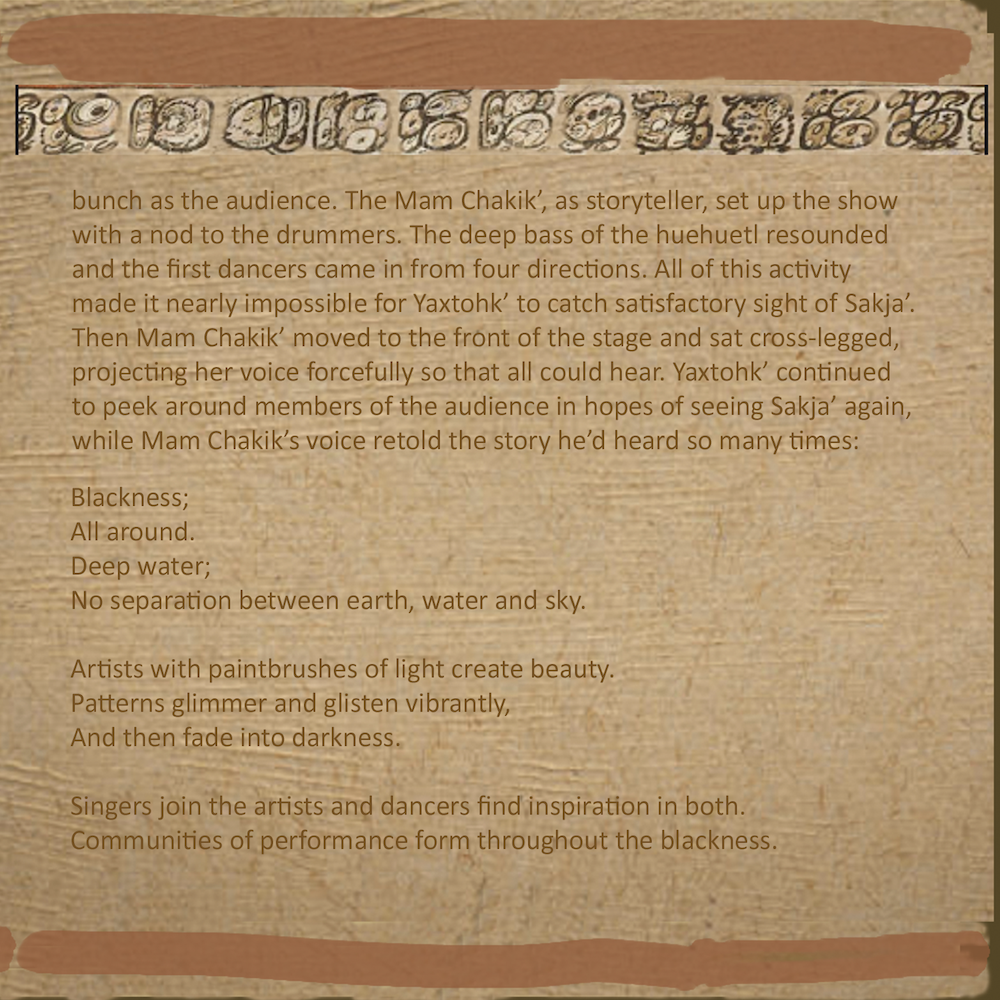 bunch as the audience. The Mam Chakik’, as storyteller, set up the show
with a nod to the drummers. The deep bass of the huehuetl resounded
and the first dancers came in from four directions. All of this activity
made it nearly impossible for Yaxtohk’ to catch satisfactory sight of Sakja’.
Then Mam Chakik’ moved to the front of the stage and sat cross-legged,
projecting her voice forcefully so that all could hear. Yaxtohk’ continued
to peek around members of the audience in hopes of seeing Sakja’ again,
while Mam Chakik’s voice retold the story he’d heard so many times:
Blackness;
All around.
Deep water;
No separation between earth, water and sky.
Artists with paintbrushes of light create beauty.
Patterns glimmer and glisten vibrantly,
And then fade into darkness.
Singers join the artists and dancers find inspiration in both.
Communities of performance form throughout the blackness.